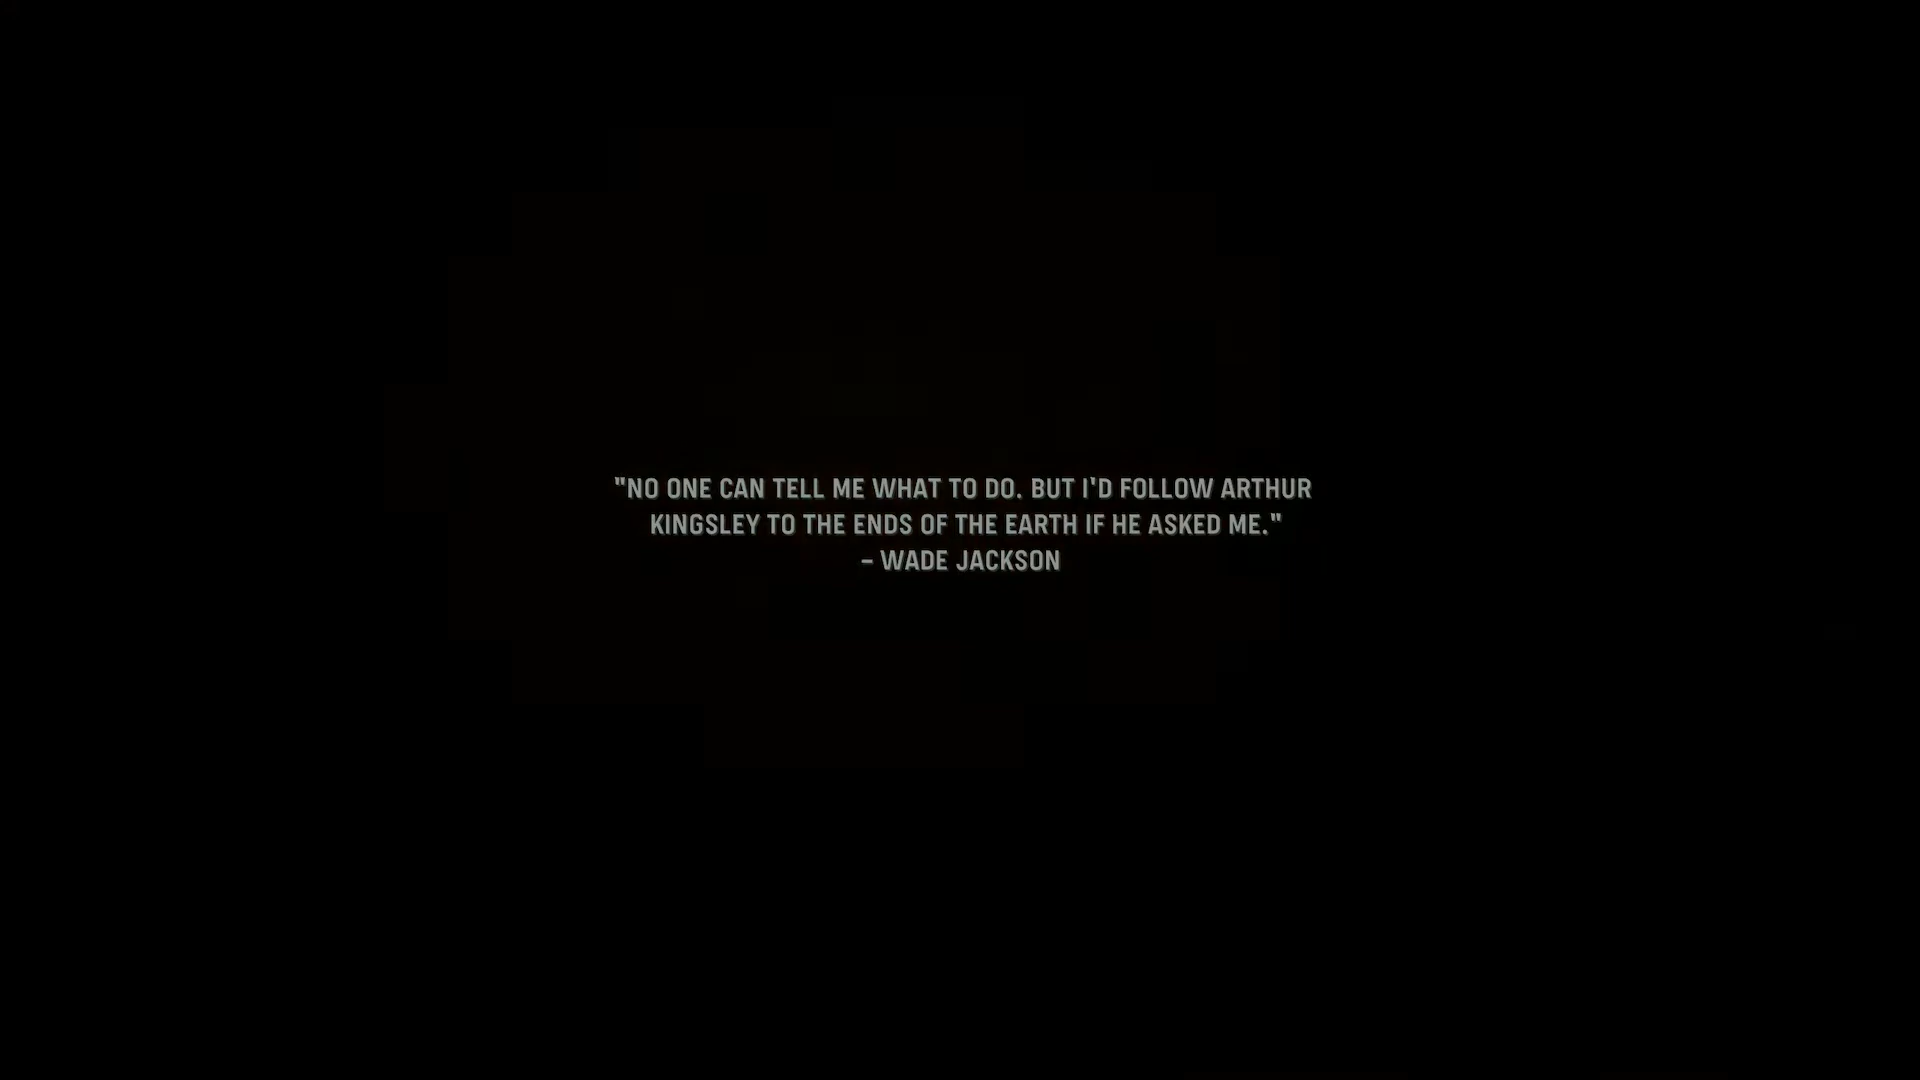 "NO ONE CAN TELL ME WHAT TO DO. BUT I'D FOLLOW ARTHUR
KINGSLEY TO THE ENDS OF THE EARTH IF HE ASKED ME."
– WADE JACKSON